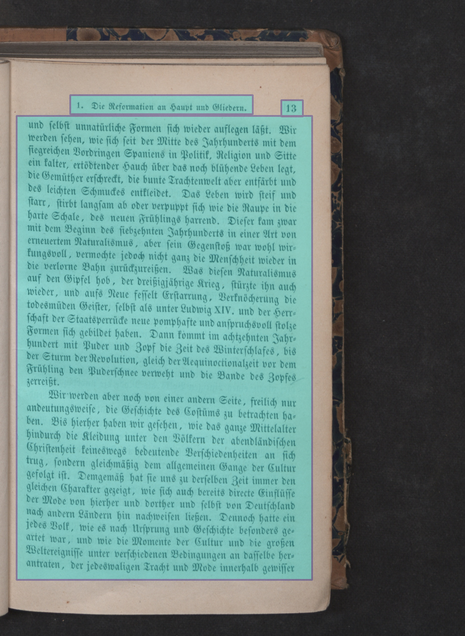 1. Die Reformation an Haupt und Gliedern.
13
und selbst unnatürliche Formen sich wieder auflegen läßt. Wir
werden sehen, wie sich seit der Mitte des Jahrhunderts mit dem
siegreichen Vordringen Spaniens in Politik, Religion und Sitte
ein kalter, ertödtender Hauch über das noch blühende Leben legt,
die Gemüther erschreckt, die bunte Trachtenwelt aber entfärbt und
des leichten Schmuckes entkleidet. Das Leben wird steif und
starr, stirbt langsam ab oder verpuppt sich wie die Raupe in die
harte Schale, des neuen Frühlings harrend. Dieser kam zwar
mit dem Beginn des siebzehnten Jahrhunderts in einer Art von
erneuertem Naturalismus, aber sein Gegenstoß war wohl wir-
kungsvoll, vermochte jedoch nicht ganz die Menschheit wieder in
die verlorne Bahn zurückzureißen. Was diesen Naturalismus
auf den Gipfel hob, der dreißigjährige Krieg, stürzte ihn auch
wieder, und aufs Neue fesselt Erstarrung, Verknöcherung die
todesmüden Geister, selbst als unter Ludwig XIV. und der Herr-
schaft der Staatsperrücke neue pomphafte und anspruchsvoll stolze
Formen sich gebildet haben. Dann kommt im achtzehnten Jahr-
hundert mit Puder und Zopf die Zeit des Winterschlafes, bis
der Sturm der Revolution, gleich der Aequinoctionalzeit vor dem
Frühling den Puderschnee verweht und die Bande des Zopfes
zerreißt.
Wir werden aber noch von einer andern Seite, freilich nur
andeutungsweise, die Geschichte des Costüms zu betrachten ha-
ben. Bis hierher haben wir gesehen, wie das ganze Mittelalter
hindurch die Kleidung unter den Völkern der abendländischen
Christenheit keineswegs bedeutende Verschiedenheiten an sich
trug, sondern gleichmäßig dem allgemeinen Gange der Cultur
gefolgt ist. Demgemäß hat sie uns zu derselben Zeit immer den
gleichen Charakter gezeigt, wie sich auch bereits directe Einflüsse
der Mode von hierher und dorther und selbst von Deutschland
nach andern Ländern hin nachweisen ließen. Dennoch hatte ein
jedes Volk, wie es nach Ursprung und Geschichte besonders ge-
artet war, und wie die Momente der Cultur und die großen
Weltereignisse unter verschiedenen Bedingungen an dasselbe her-
antraten, der jedesmaligen Tracht und Mode innerhalb gewisser